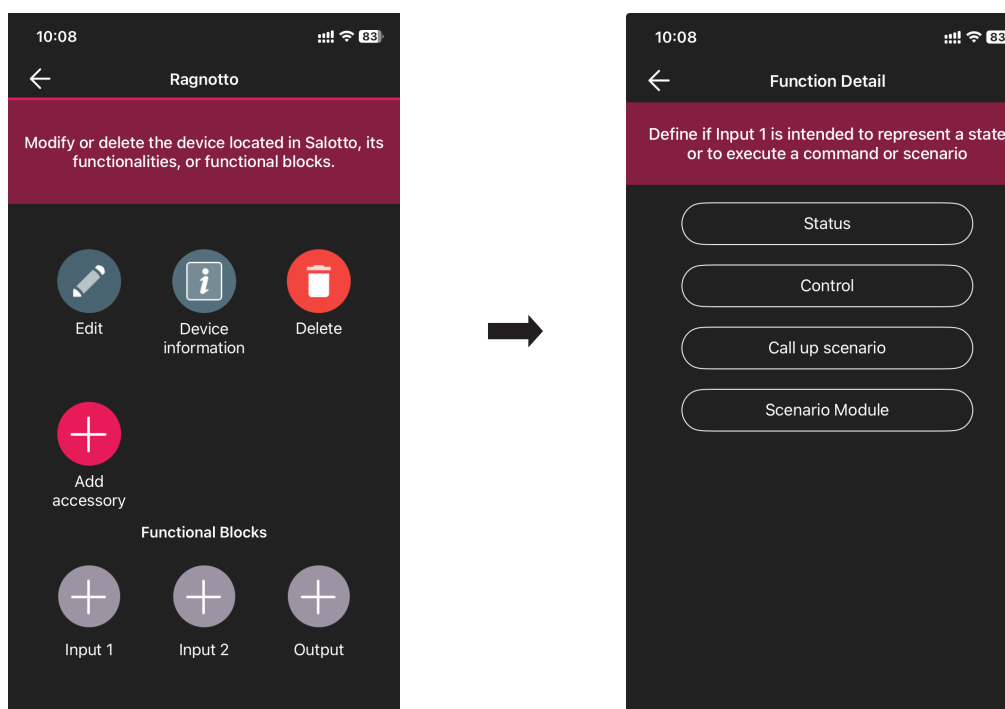 10:08
83
Ragnotto
Modify or delete the device located in Salotto, its
functionalities, or functional blocks.
Edit
Device
information
Delete
Add
accessory
Functional Blocks
Input 1
Input 2
Output
10:08
83
Function Detail
Define if Input 1 is intended to represent a state
or to execute a command or scenario
Status
Control
Call up scenario
Scenario Module